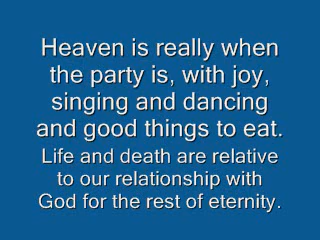 Heaven is really when
the party is, with joy,
singing and dancing
and good things to eat.
Life and death are relative
to our relationship with
God for the rest of eternity.